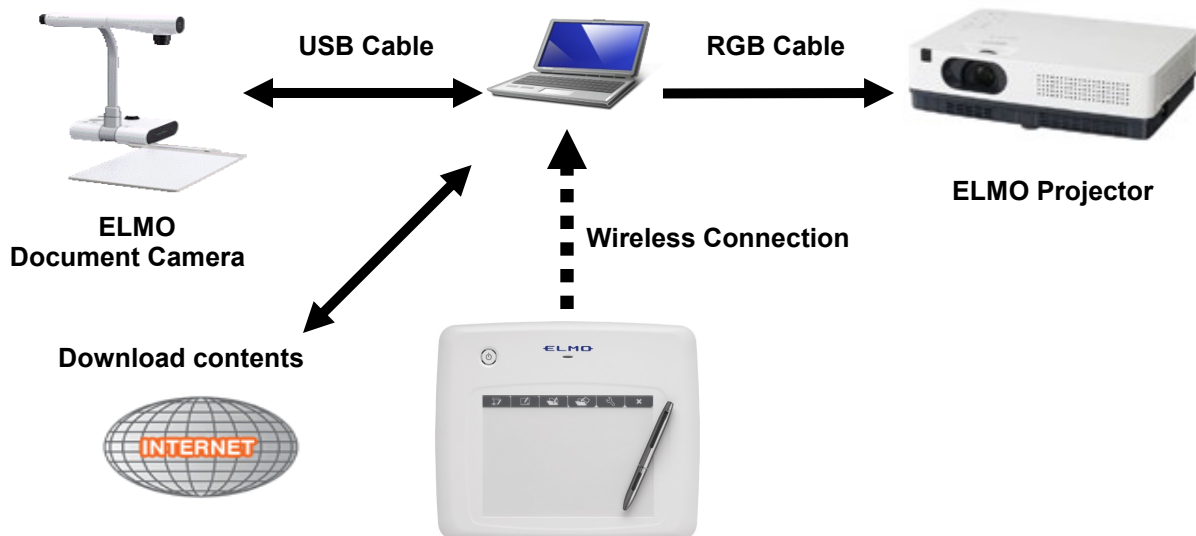 USB Cable
RGB Cable
ELMO
Document Camera
ELMO Projector
Wireless Connection
Download contents
INTERNET
ELMO